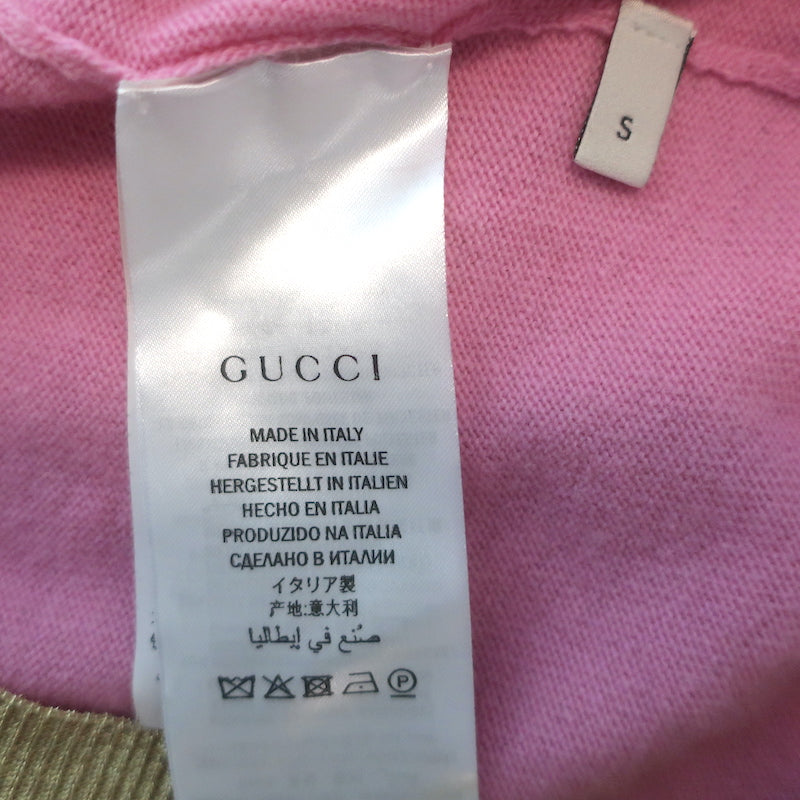 S
GUCCI
MADE IN ITALY
FABRIQUE EN ITALIE
HERGESTELLT IN ITALIEN
HECHO EN ITALIA
PRODUZIDO NA ITALIA
СДЕЛАНО В ИТАЛИИ
イタリア製
产地:意大利
صُنع في إيطاليا
P